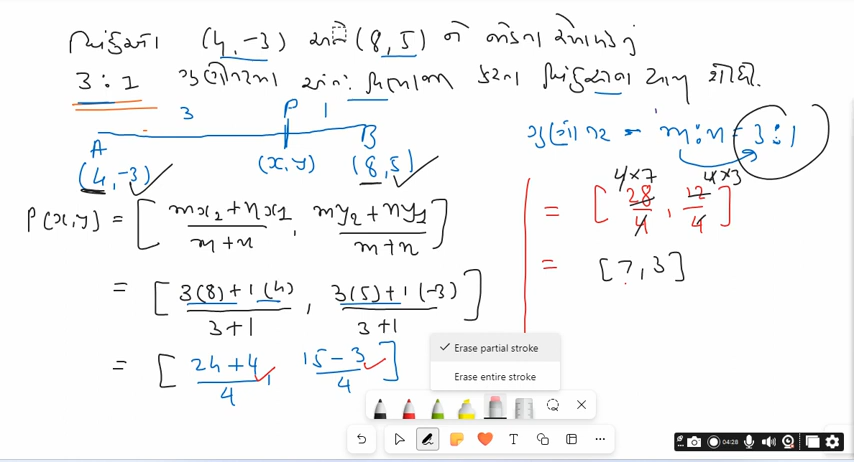 બિંદુઓ (4, -3) અને (8, 5) ને જોડતા રેખાખંડનું
3 : 1 ગુણોત્તરમાં અંતઃ વિભાજન કરતા બિંદુના યામ શોધો.
3 P 1
A B
(4, -3) (x, y) (8, 5)
ગુણોત્તર = m:n = 3:1
P(x, y) = [ mx₂ + nx₁ / m + n , my₂ + ny₁ / m + n ]
= [ 3(8) + 1(4) / 3 + 1 , 3(5) + 1(-3) / 3 + 1 ]
= [ 24 + 4 / 4 , 15 - 3 / 4 ]
4×7 4×3
= [ 28 / 4 , 12 / 4 ]
= [7, 3]
Erase partial stroke
Erase entire stroke
04:28